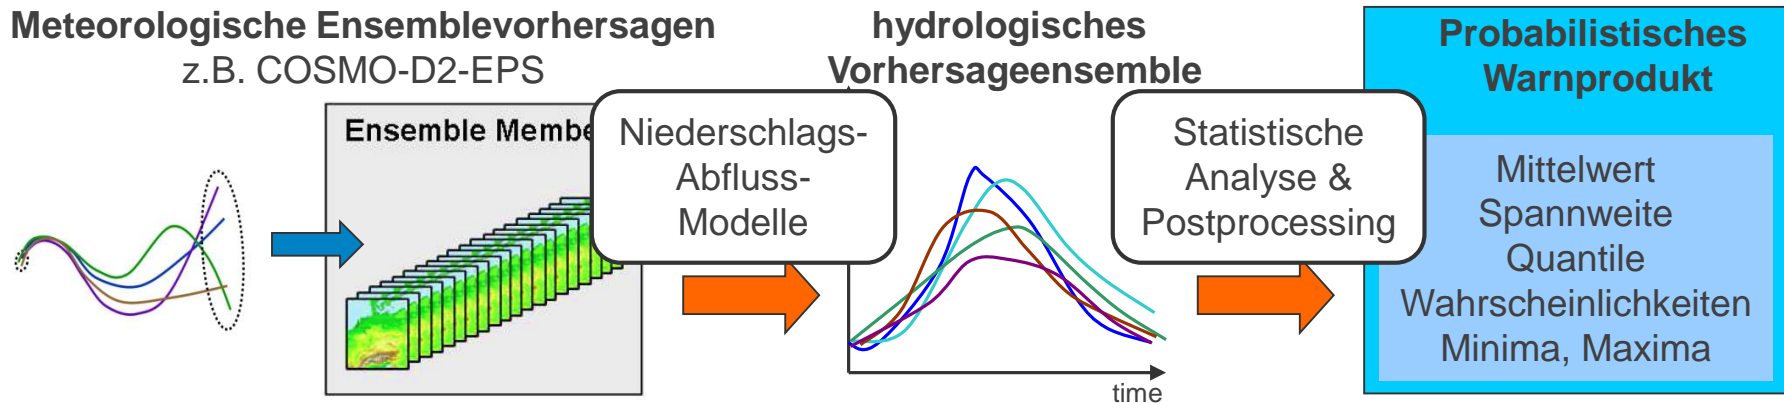 Meteorologische Ensemblevorhersagen
z.B. COSMO-D2-EPS
Ensemble Membe
Niederschlags-
Abfluss-
Modelle
hydrologisches
Vorhersageensemble
time
Statistische
Analyse &
Postprocessing
Probabilistisches
Warnprodukt
Mittelwert
Spannweite
Quantile
Wahrscheinlichkeiten
Minima, Maxima